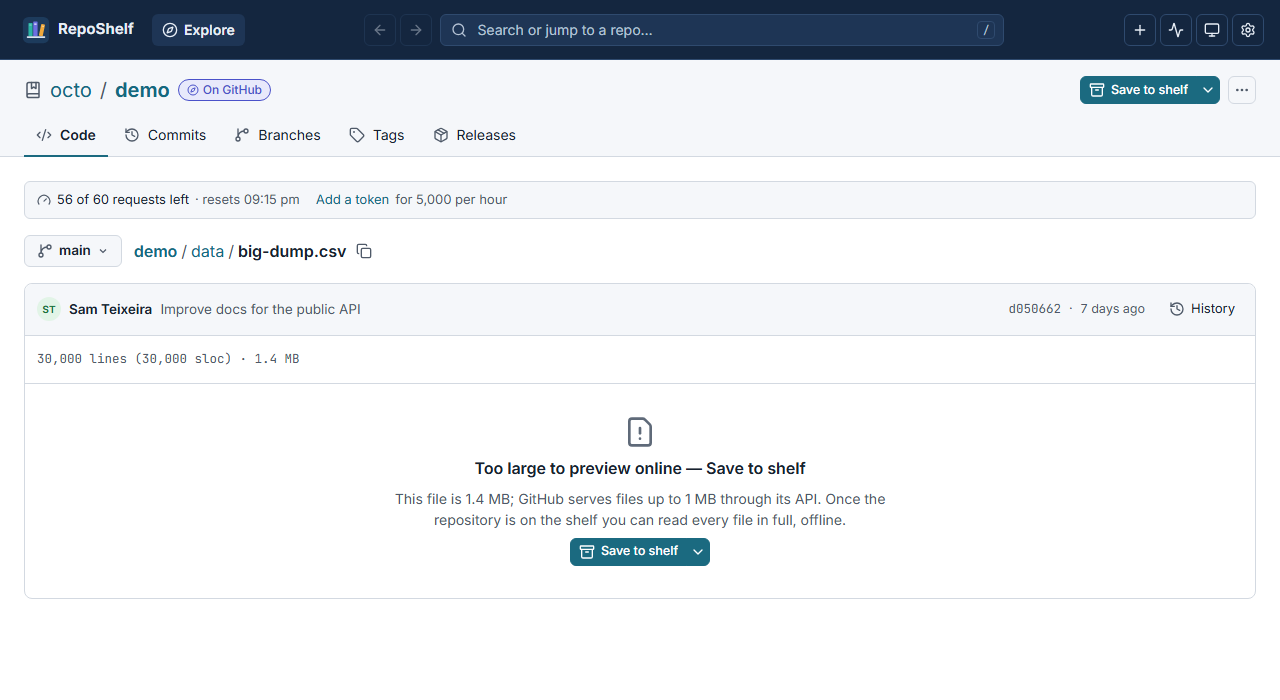 RepoShelf
Explore
Search or jump to a repo...
/
octo / demo
On GitHub
Save to shelf
Code
Commits
Branches
Tags
Releases
56 of 60 requests left · resets 09:15 pm Add a token for 5,000 per hour
main
demo / data / big-dump.csv
ST Sam Teixeira Improve docs for the public API
d050662 · 7 days ago
History
30,000 lines (30,000 sloc) · 1.4 MB
Too large to preview online — Save to shelf
This file is 1.4 MB; GitHub serves files up to 1 MB through its API. Once the
repository is on the shelf you can read every file in full, offline.
Save to shelf